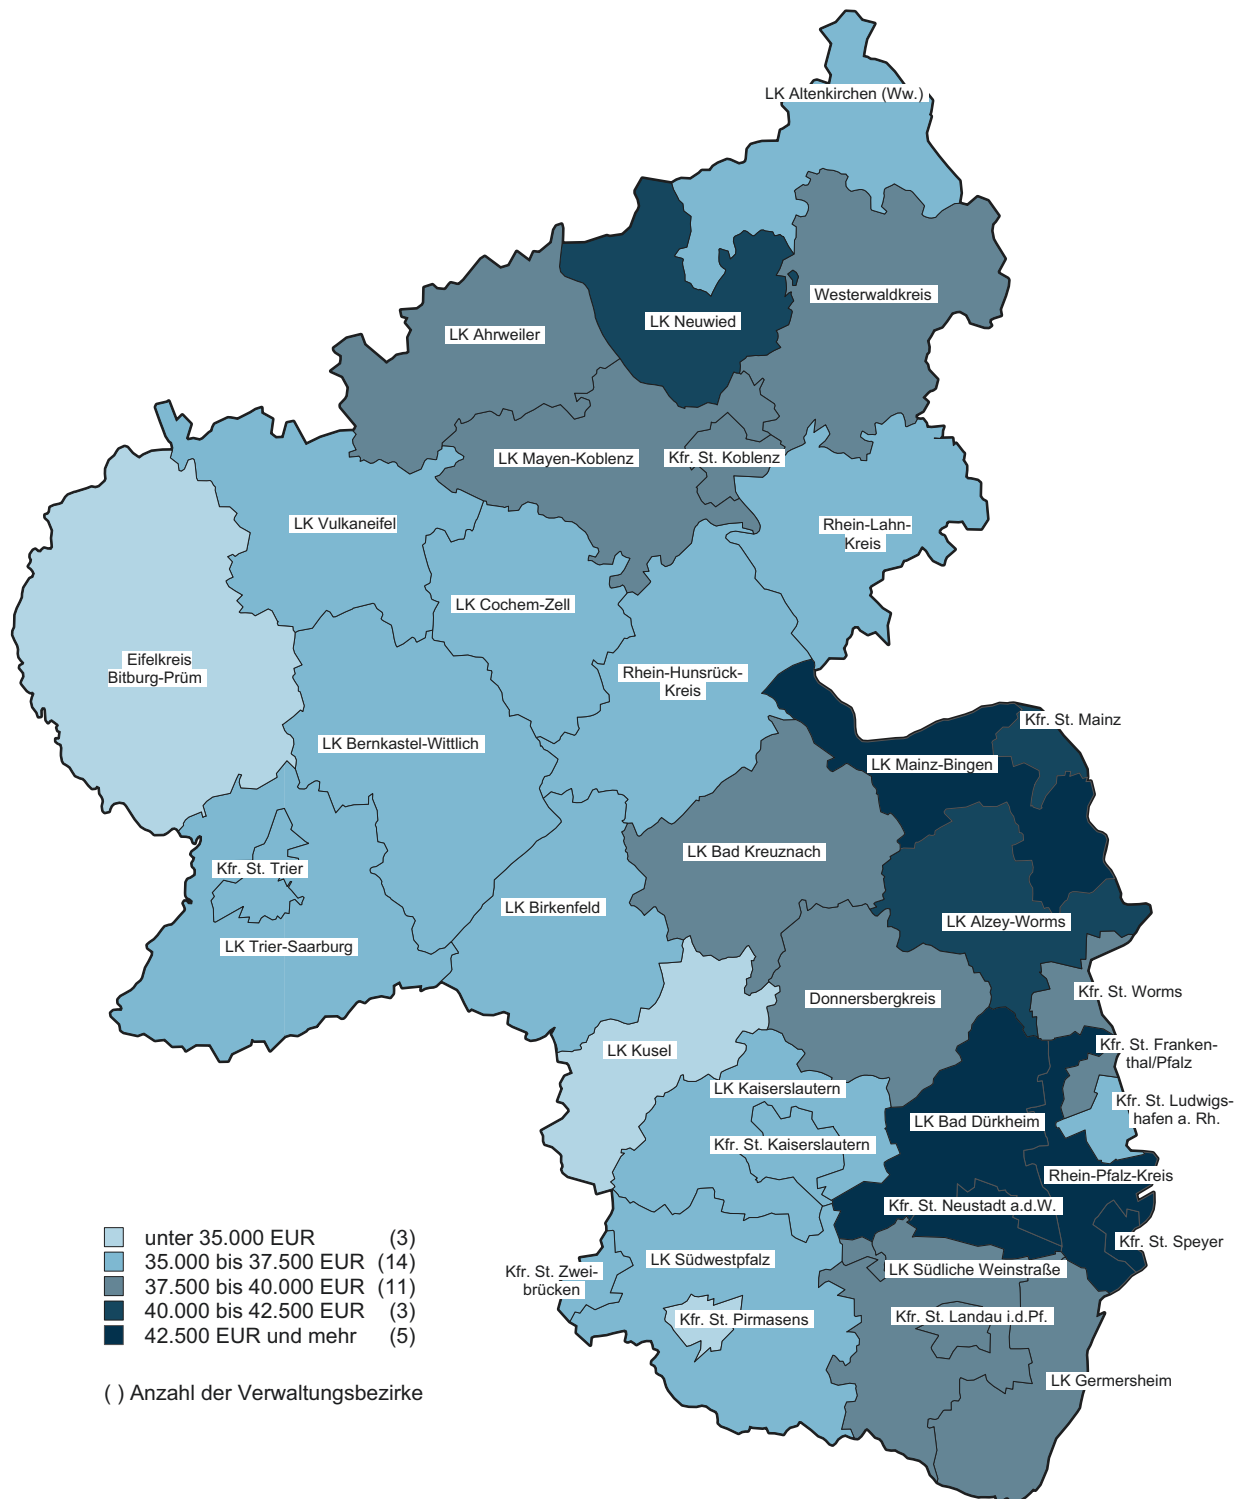 LK Altenkirchen (Ww.)
Westerwaldkreis
LK Neuwied
LK Ahrweiler
LK Mayen-Koblenz
Kfr. St. Koblenz
LK Vulkaneifel
Rhein-Lahn-
Kreis
LK Cochem-Zell
Eifelkreis
Bitburg-Prüm
Rhein-Hunsrück-
Kreis
Kfr. St. Mainz
LK Bernkastel-Wittlich
LK Mainz-Bingen
LK Bad Kreuznach
Kfr. St. Trier
LK Birkenfeld
LK Alzey-Worms
LK Trier-Saarburg
Kfr. St. Worms
Donnersbergkreis
LK Kusel
Kfr. St. Franken-
thal/Pfalz
LK Kaiserslautern
Kfr. St. Ludwigs-
hafen a. Rh.
LK Bad Dürkheim
Kfr. St. Kaiserslautern
Rhein-Pfalz-Kreis
Kfr. St. Neustadt a.d.W.
Kfr. St. Speyer
LK Südwestpfalz
LK Südliche Weinstraße
Kfr. St. Zwei-
brücken
Kfr. St. Pirmasens
Kfr. St. Landau i.d.Pf.
LK Germersheim
unter 35.000 EUR (3)
35.000 bis 37.500 EUR (14)
37.500 bis 40.000 EUR (11)
40.000 bis 42.500 EUR (3)
42.500 EUR und mehr (5)
( ) Anzahl der Verwaltungsbezirke